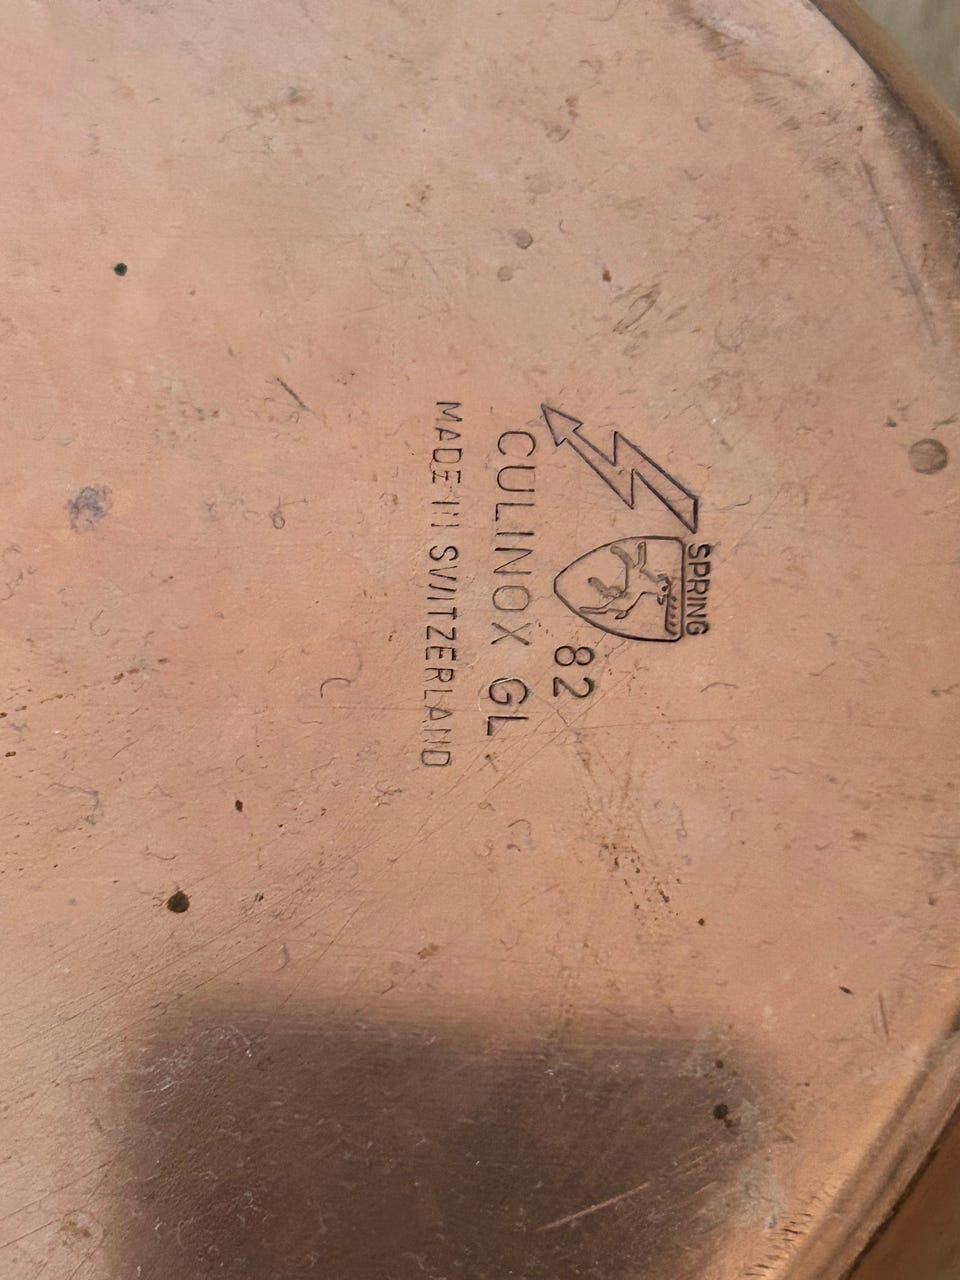 SPRING
82
CULINOX GL
MADE IN SWITZERLAND